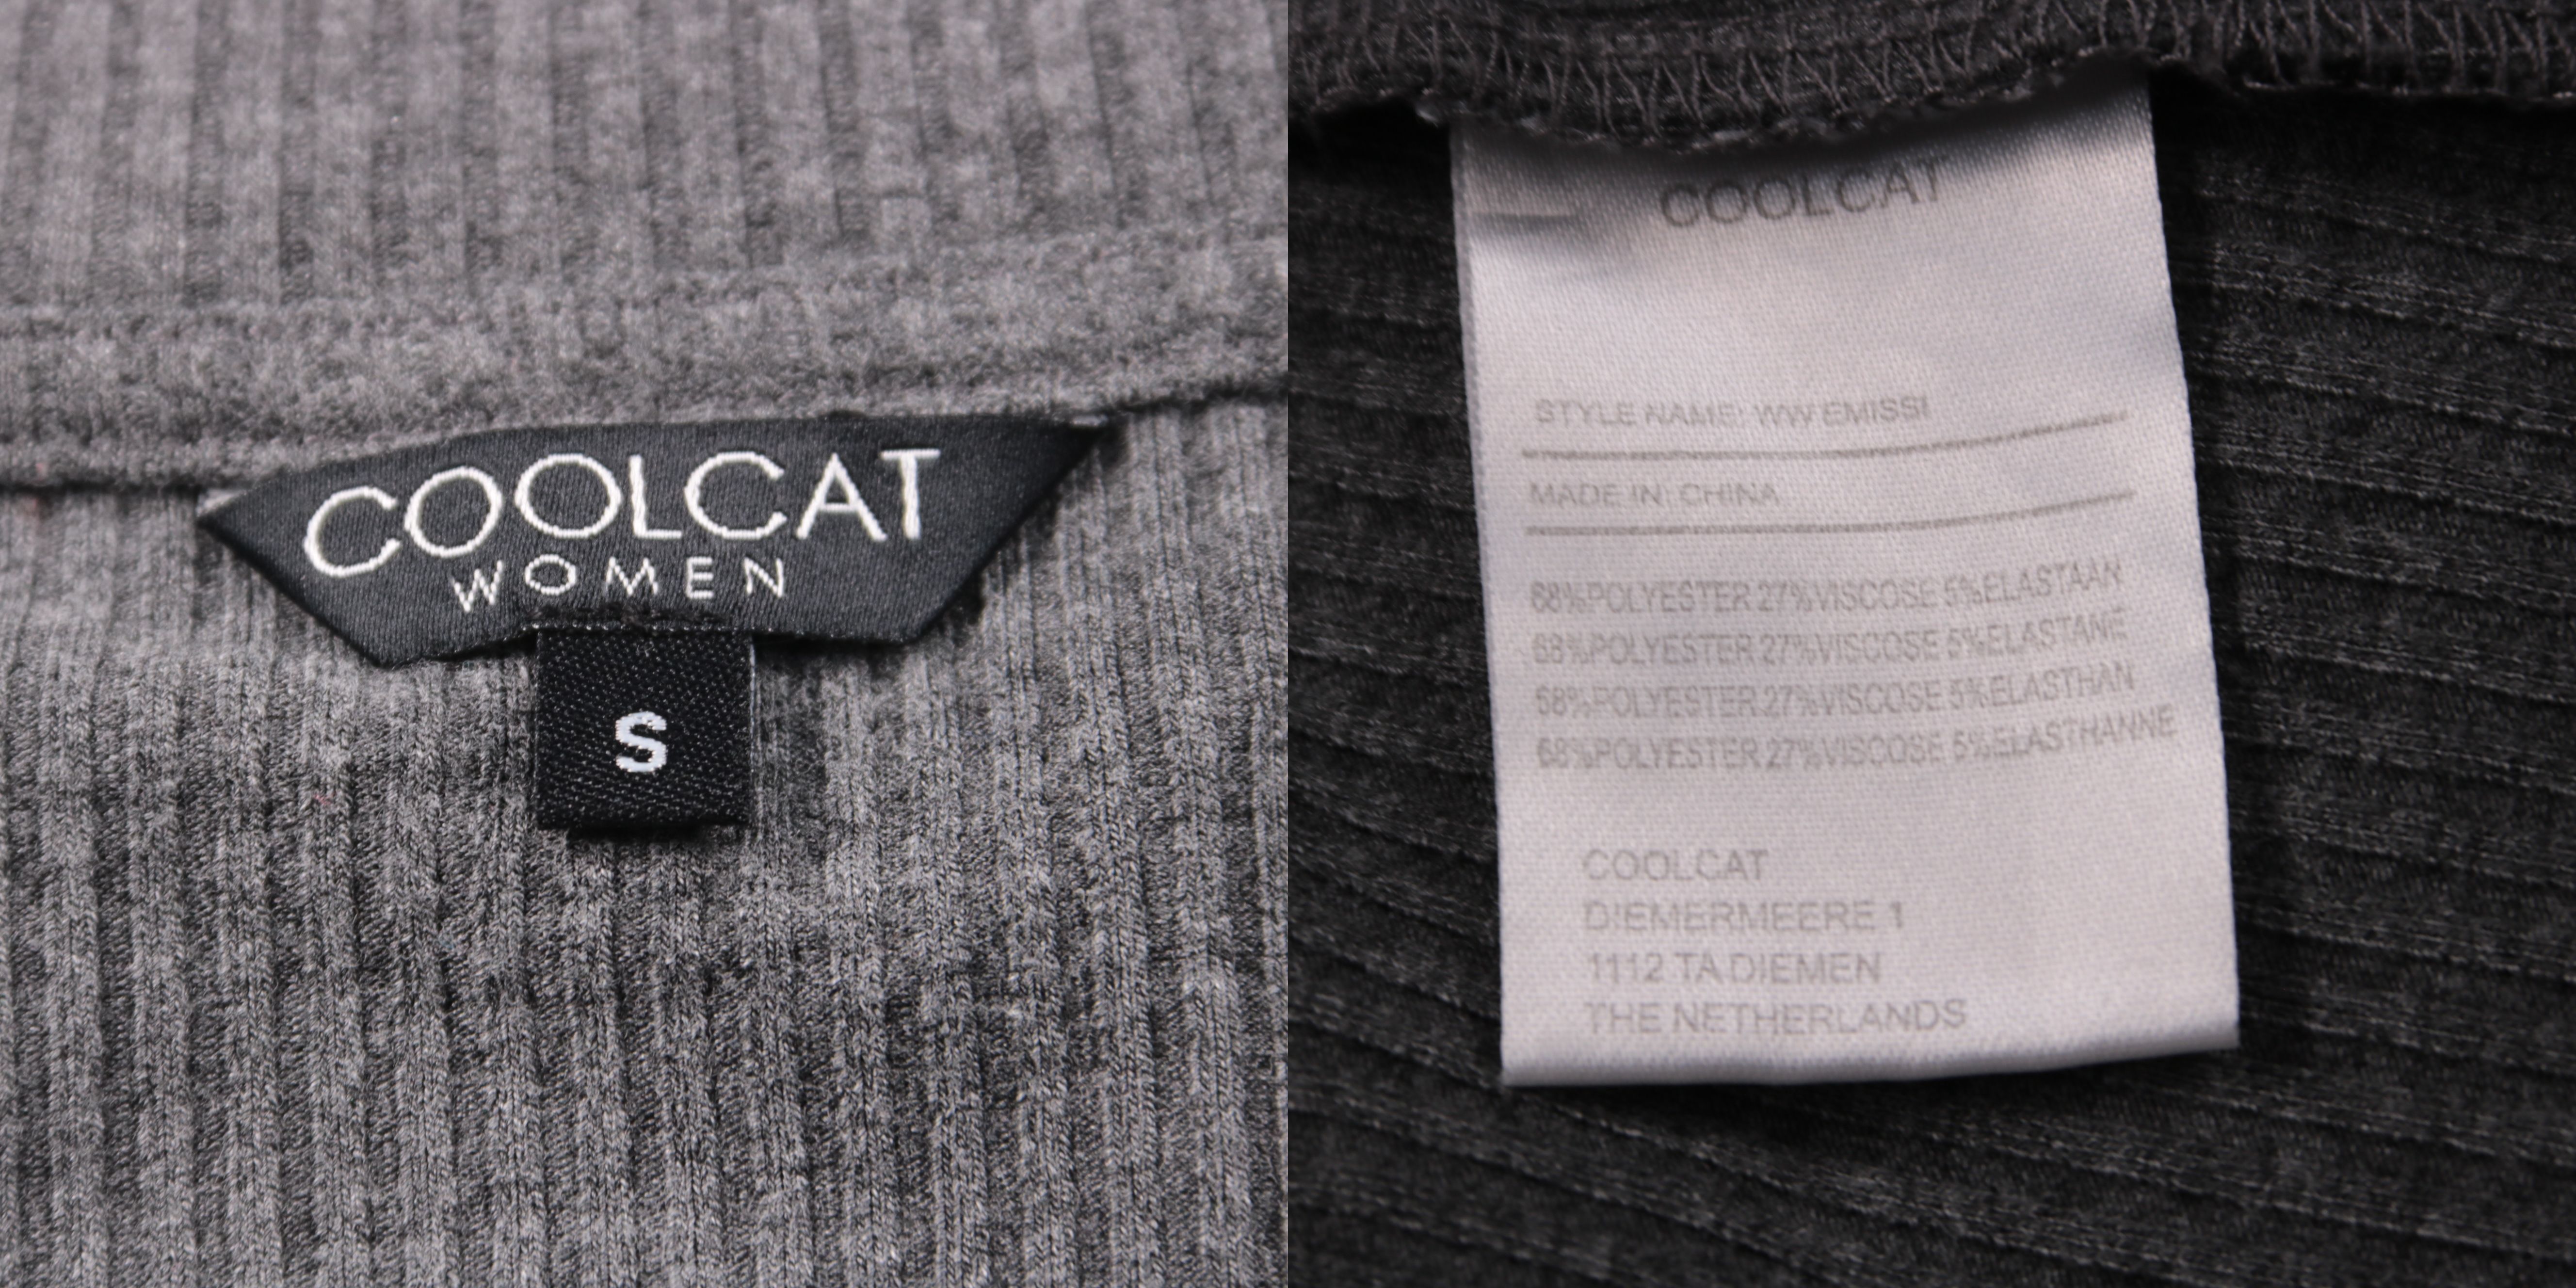 COOLCAT
WOMEN
S
COOLCAT
STYLE NAME: WW EMISSI
MADE IN: CHINA
68%POLYESTER 27%VISCOSE 5%ELASTAAN
68%POLYESTER 27%VISCOSE 5%ELASTANE
68%POLYESTER 27%VISCOSE 5%ELASTHAN
68%POLYESTER 27%VISCOSE 5%ELASTHANNE
COOLCAT
DIEMERMEERE 1
1112 TA DIEMEN
THE NETHERLANDS